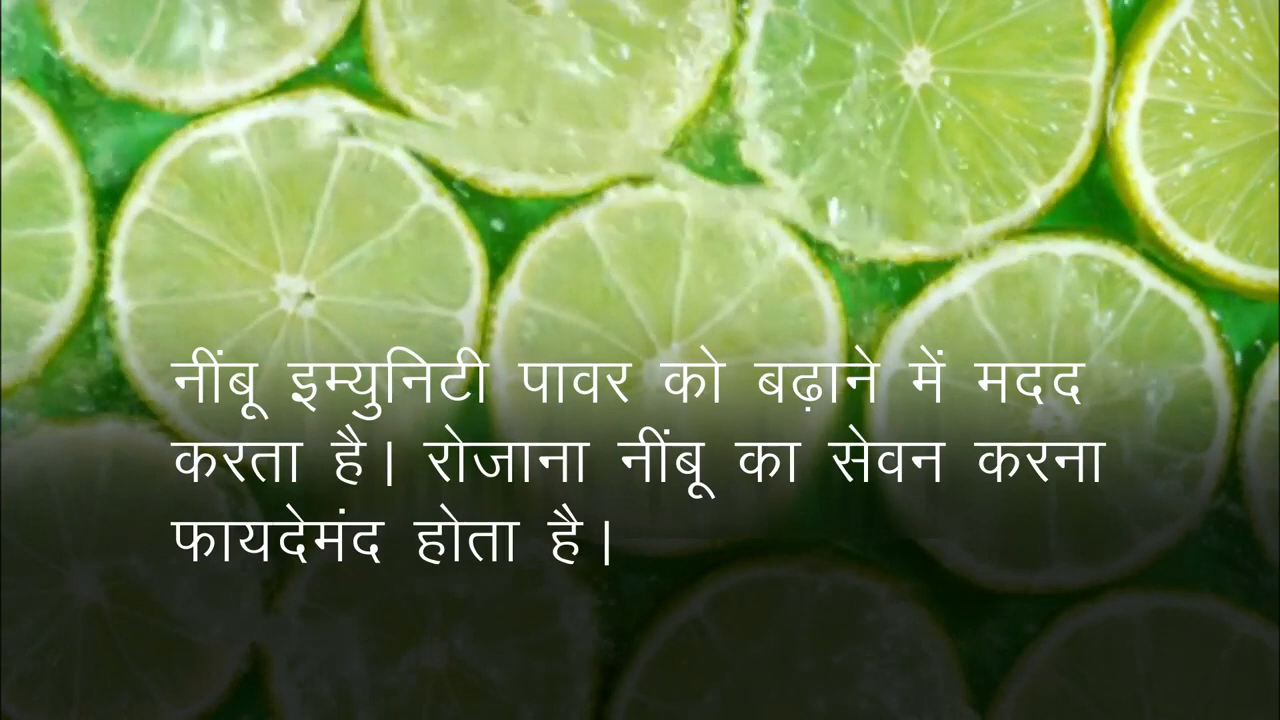 नींबू इम्युनिटी पावर को बढ़ाने में मदद
करता है। रोजाना नींबू का सेवन करना
फायदेमंद होता है।